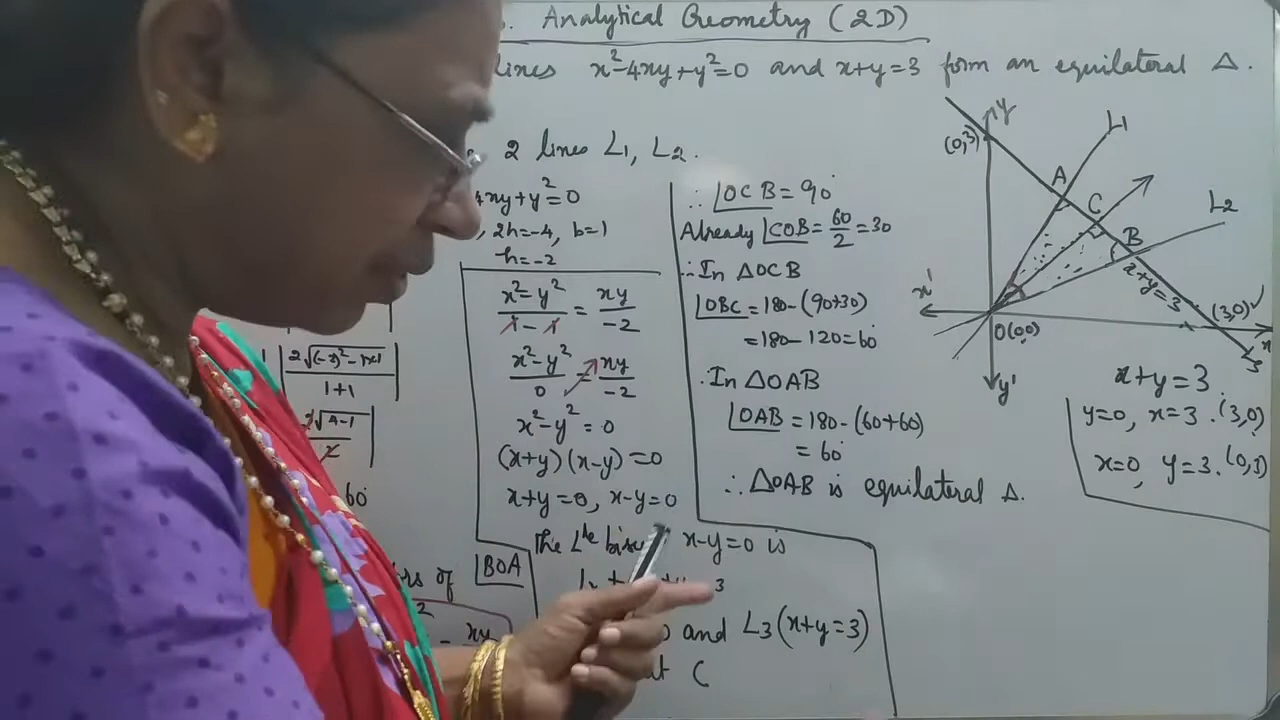 Analytical Geometry (2D)
lines x²-4xy+y²=0 and x+y=3 form an equilateral Δ.
2 lines L1, L2.
4xy+y²=0
, 2h=-4, b=1
h=-2
x²-y² / 1-1 = xy / -2
x²-y² / 0 = xy / -2
x²-y²=0
(x+y)(x-y)=0
x+y=0, x-y=0
The ⊥le x-y=0 is
3
and L3(x+y=3)
C
2√(-2)²-1×1 / 1+1
√4-1 / 2
60°
of ∠BOA
∴ ∠OCB=90°
Already ∠COB=60/2=30
∴In ΔOCB
∠OBC=180-(90+30)
=180-120=60°
∴In ΔOAB
∠OAB=180-(60+60)
=60°
∴ΔOAB is equilateral Δ.
y
(0,3)
L1
A
C
L2
B
x+y=3
x'
(3,0)
O(0,0)
x
y'
x+y=3
y=0, x=3.(3,0)
x=0, y=3.